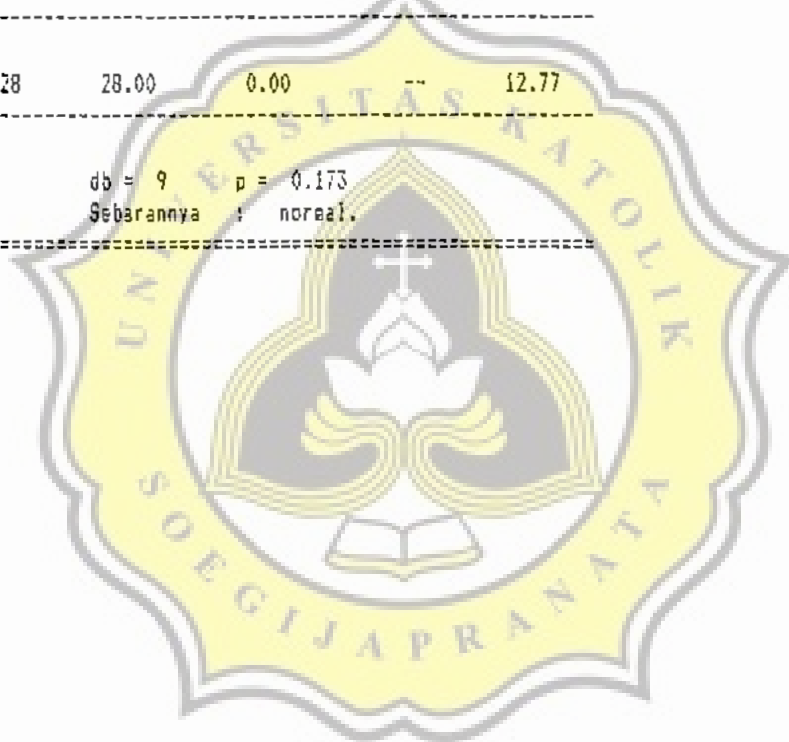 28 28.00 0.00 -- 12.77
db = 9 p = 0.173
Sebarannya : normal.
UNIVERSITAS KATOLIK
SOEGIJAPRANATA